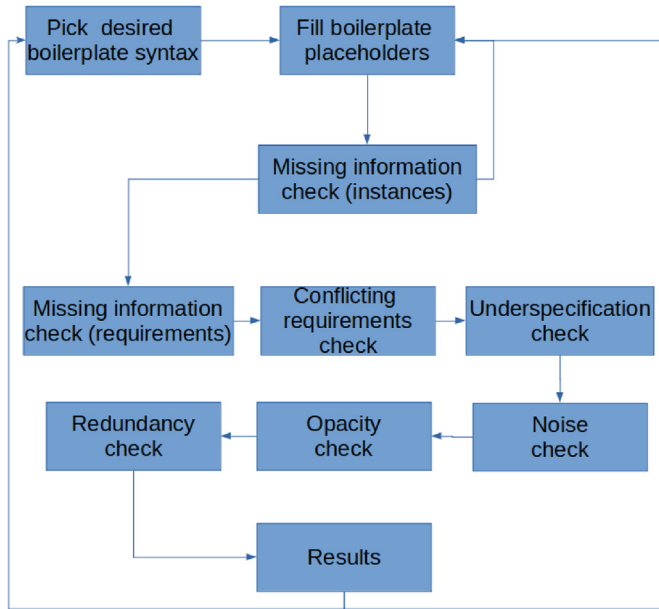 Pick desired
boilerplate syntax
Fill boilerplate
placeholders
Missing information
check (instances)
Missing information
check (requirements)
Conflicting
requirements
check
Underspecification
check
Redundancy
check
Opacity
check
Noise
check
Results